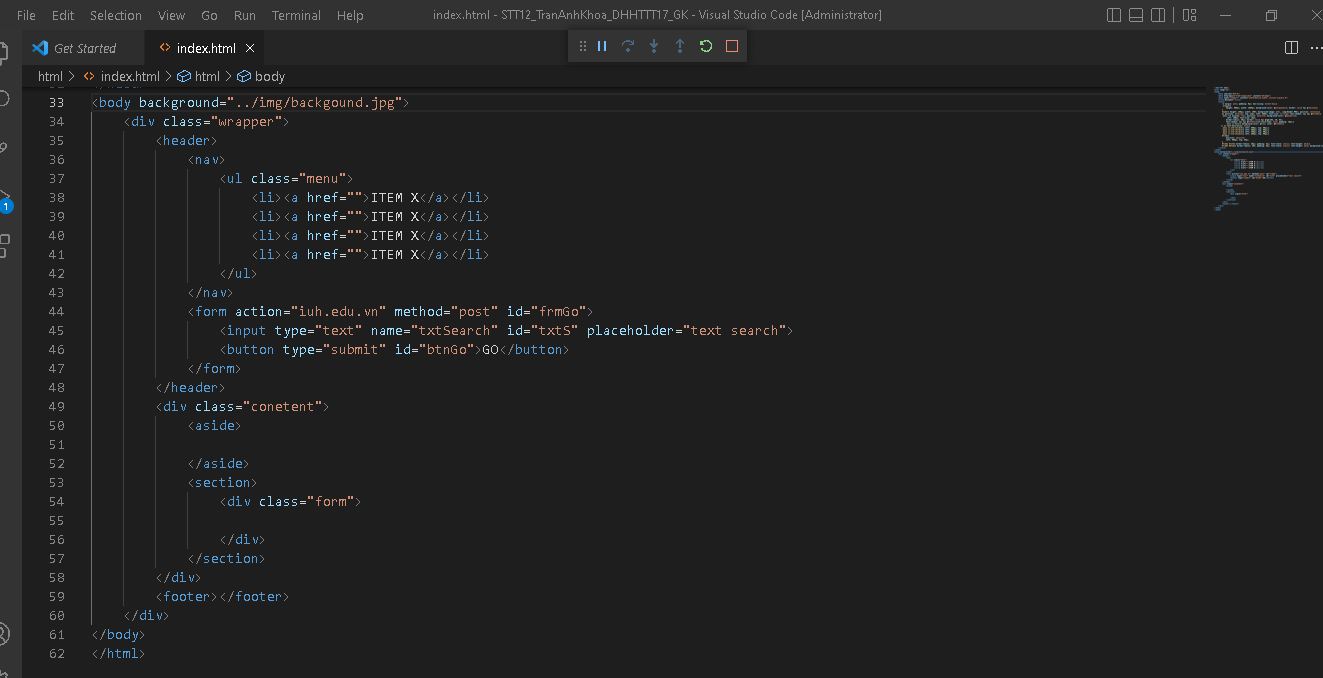 File Edit Selection View Go Run Terminal Help index.html - STT12_TranAnhKhoa_DHHTTT17_GK - Visual Studio Code [Administrator]
Get Started index.html
html > index.html > html > body
33 <body background="../img/backgound.jpg">
34 <div class="wrapper">
35 <header>
36 <nav>
37 <ul class="menu">
38 <li><a href="">ITEM X</a></li>
39 <li><a href="">ITEM X</a></li>
40 <li><a href="">ITEM X</a></li>
41 <li><a href="">ITEM X</a></li>
42 </ul>
43 </nav>
44 <form action="iuh.edu.vn" method="post" id="frmGo">
45 <input type="text" name="txtSearch" id="txtS" placeholder="text search">
46 <button type="submit" id="btnGo">GO</button>
47 </form>
48 </header>
49 <div class="conetent">
50 <aside>
51
52 </aside>
53 <section>
54 <div class="form">
55
56 </div>
57 </section>
58 </div>
59 <footer></footer>
60 </div>
61 </body>
62 </html>
1